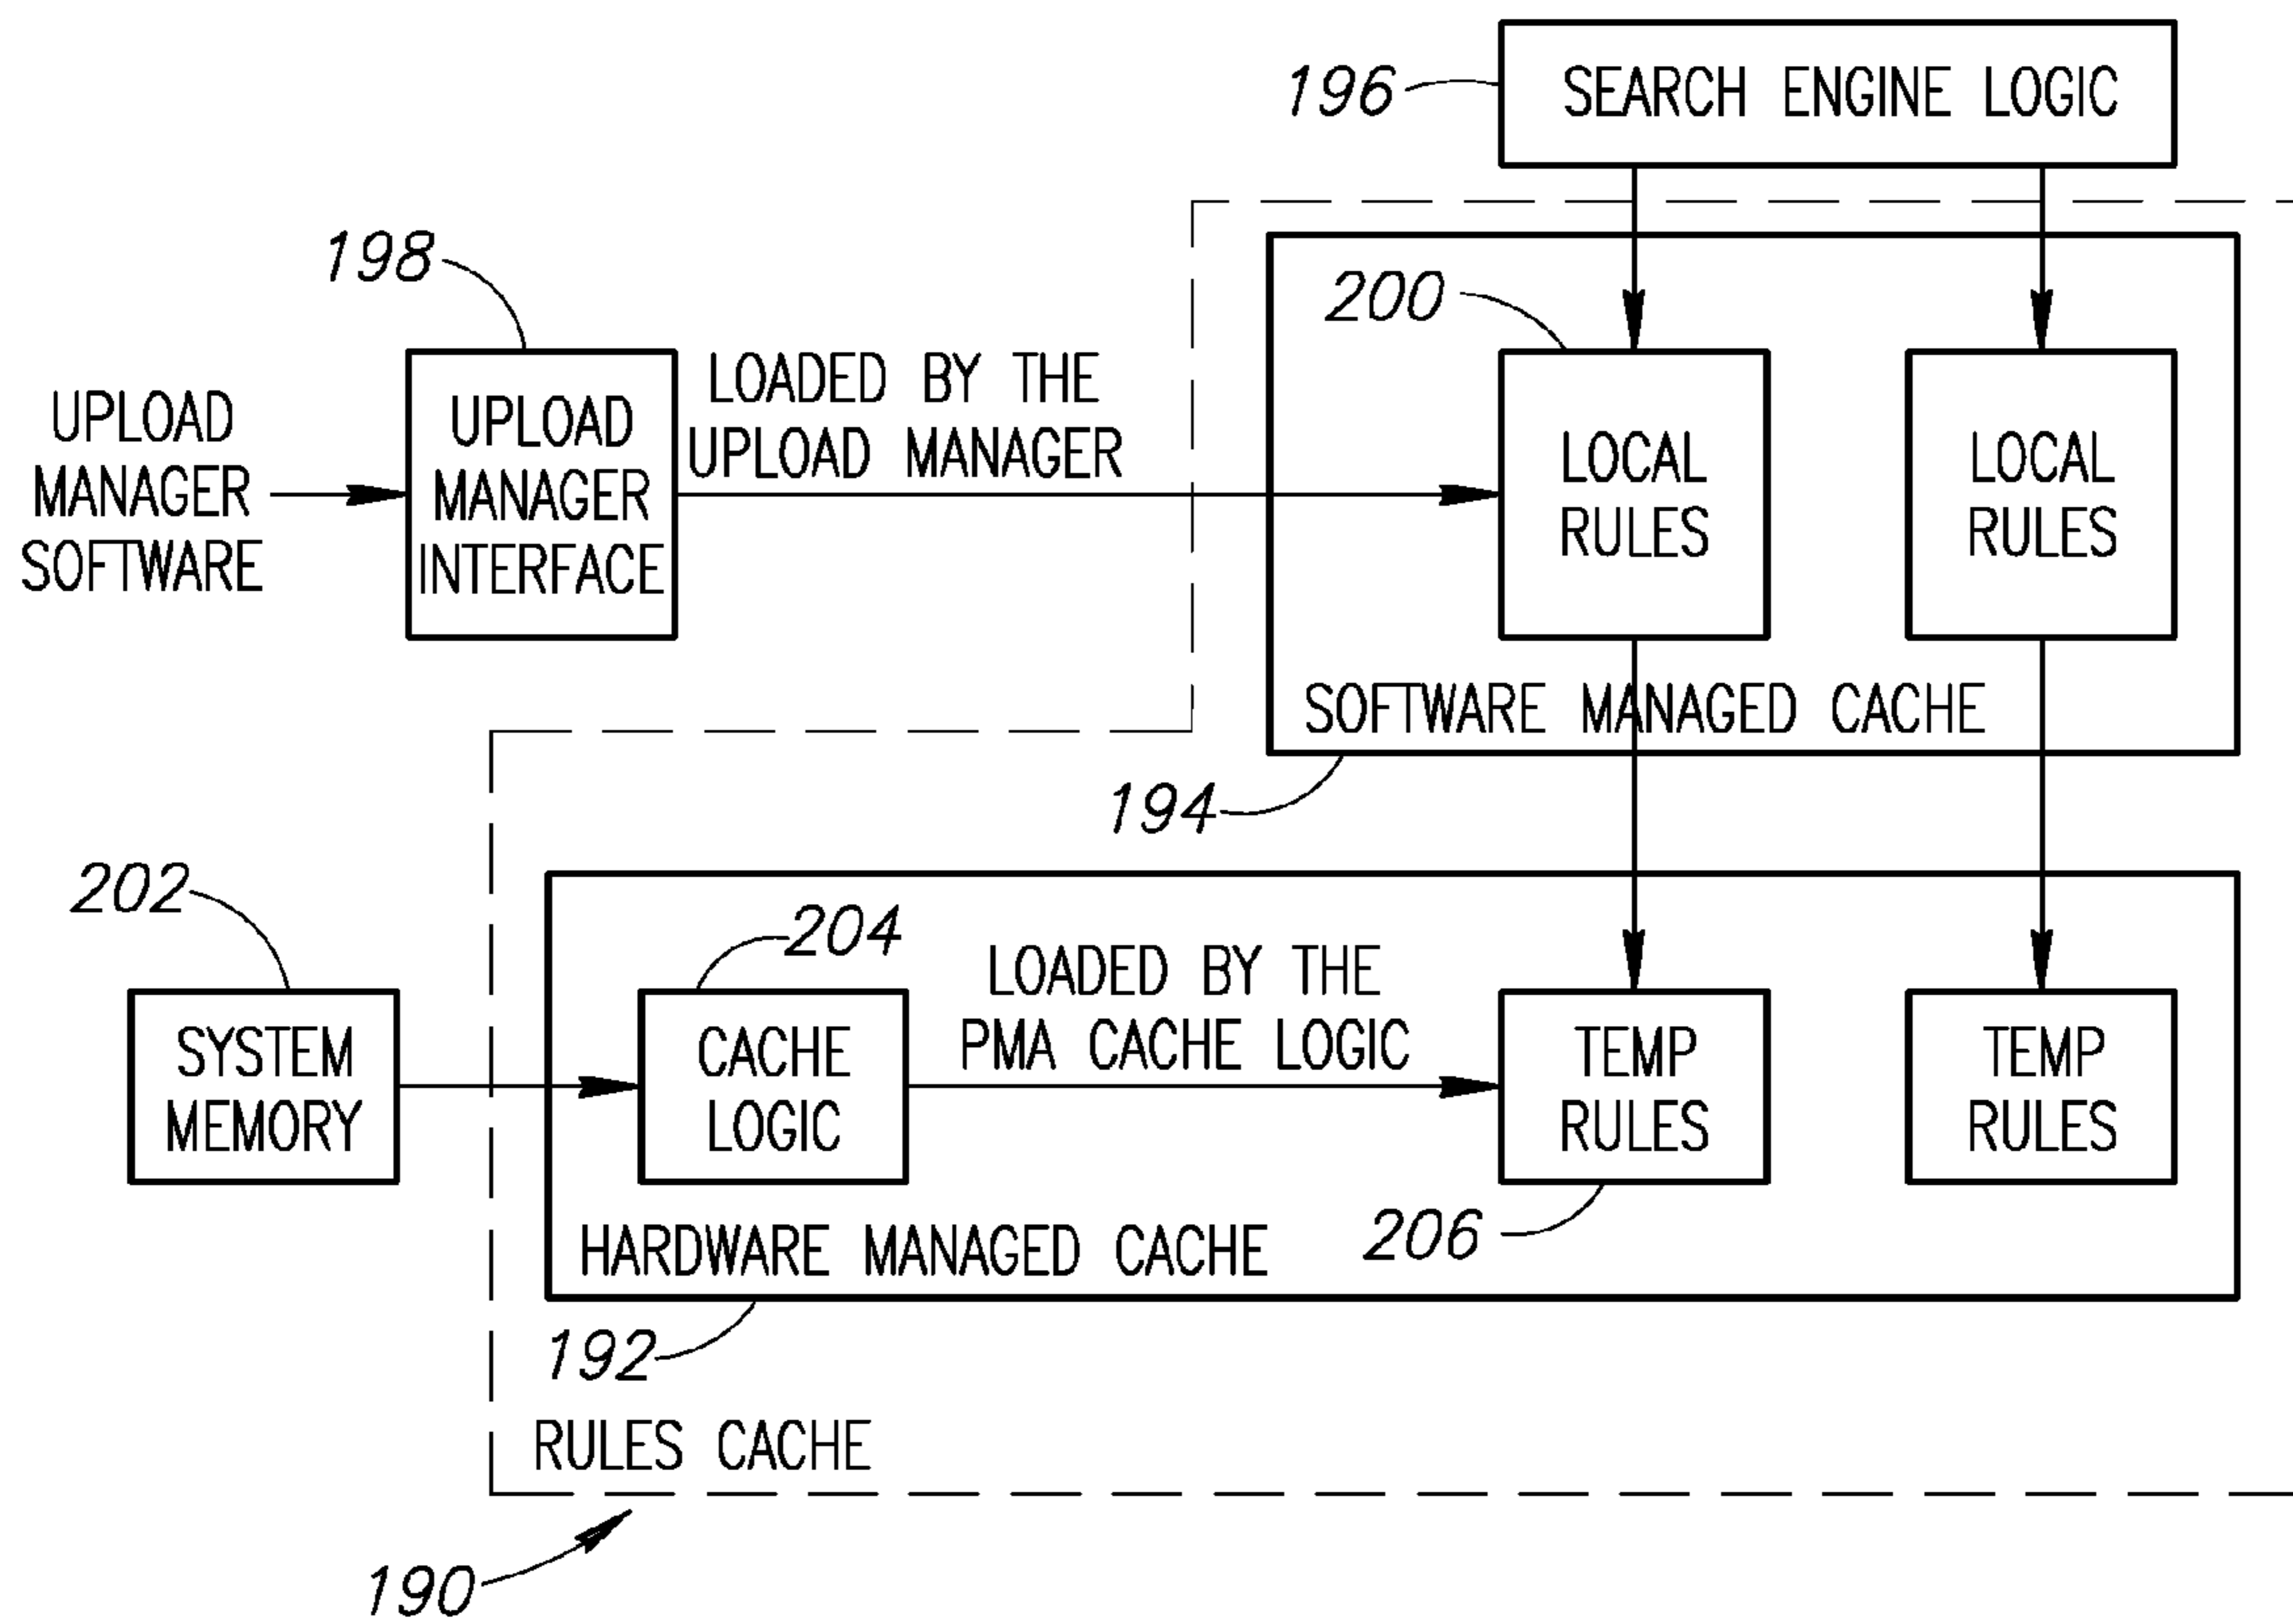 196
SEARCH ENGINE LOGIC
198
UPLOAD
MANAGER
SOFTWARE
UPLOAD
MANAGER
INTERFACE
LOADED BY THE
UPLOAD MANAGER
200
LOCAL
RULES
LOCAL
RULES
SOFTWARE MANAGED CACHE
194
202
SYSTEM
MEMORY
204
CACHE
LOGIC
LOADED BY THE
PMA CACHE LOGIC
TEMP
RULES
TEMP
RULES
206
HARDWARE MANAGED CACHE
192
RULES CACHE
190